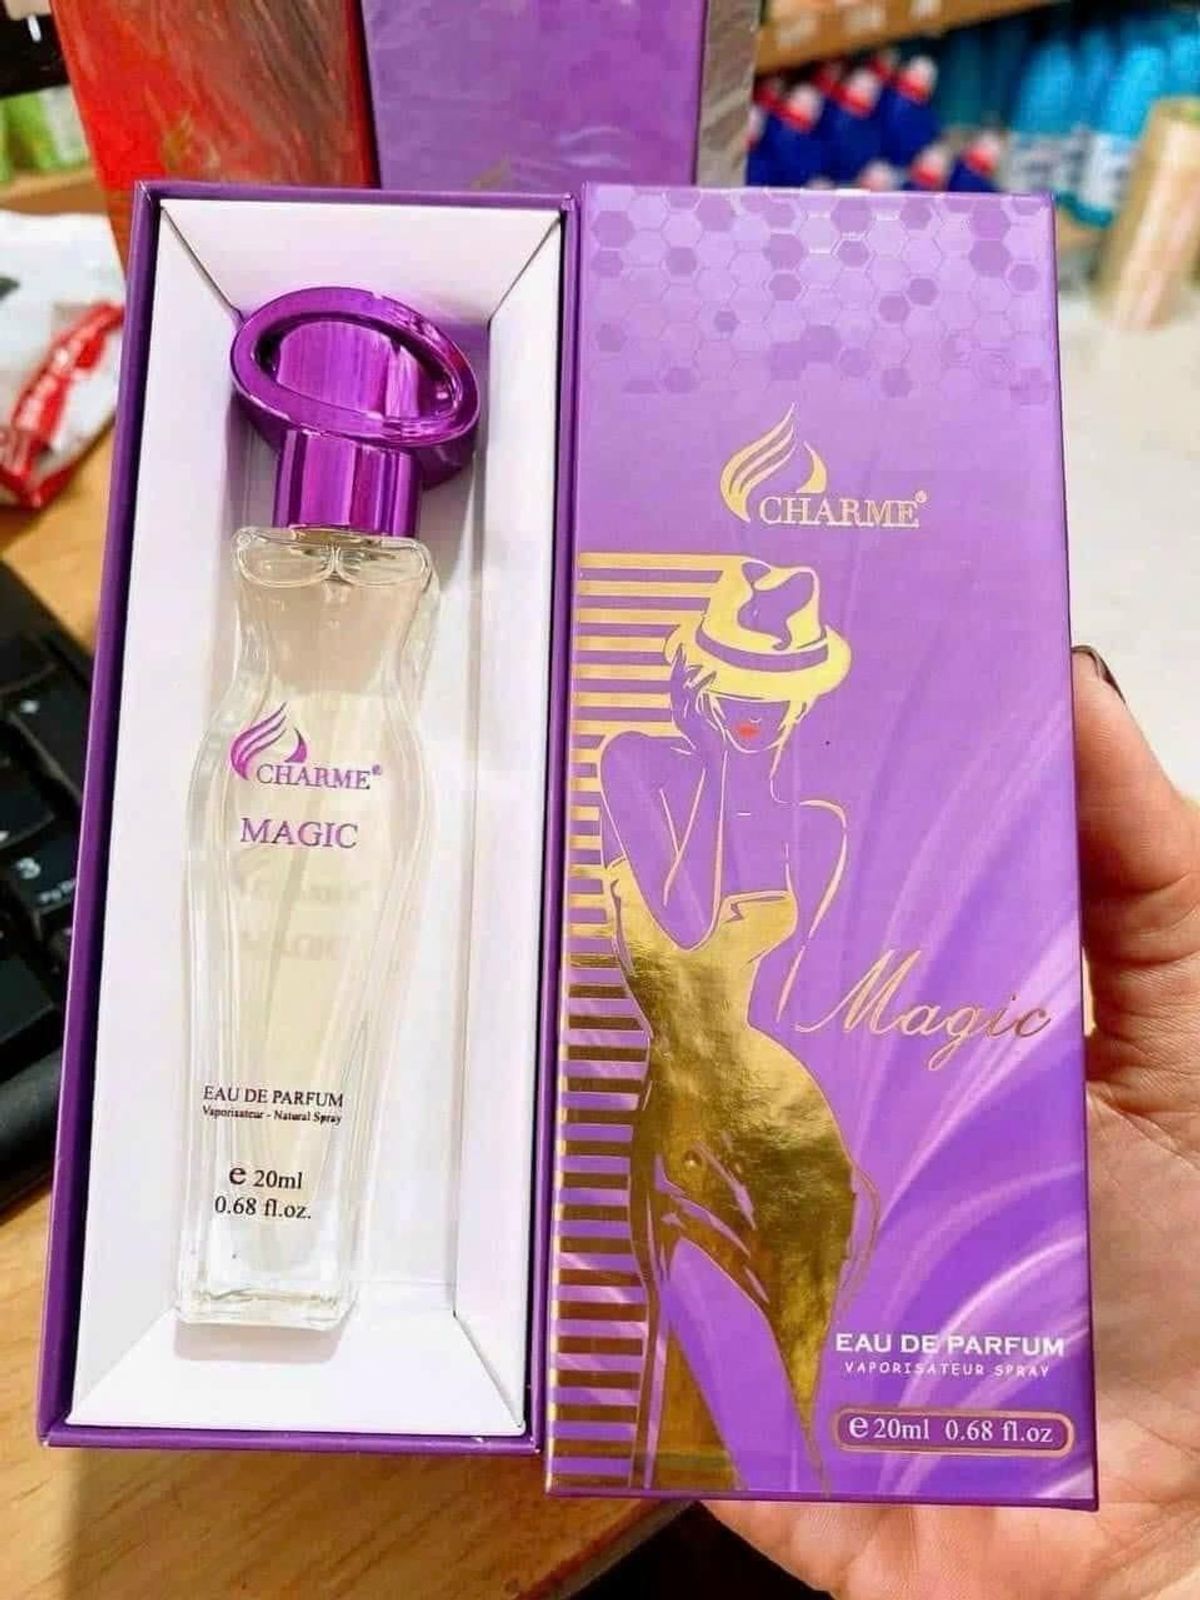 CHARME®
MAGIC
EAU DE PARFUM
Vaporisateur - Natural Spray
e 20ml
0.68 fl.oz.
CHARME®
Magic
EAU DE PARFUM
VAPORISATEUR SPRAY
e 20ml 0.68 fl.oz
3